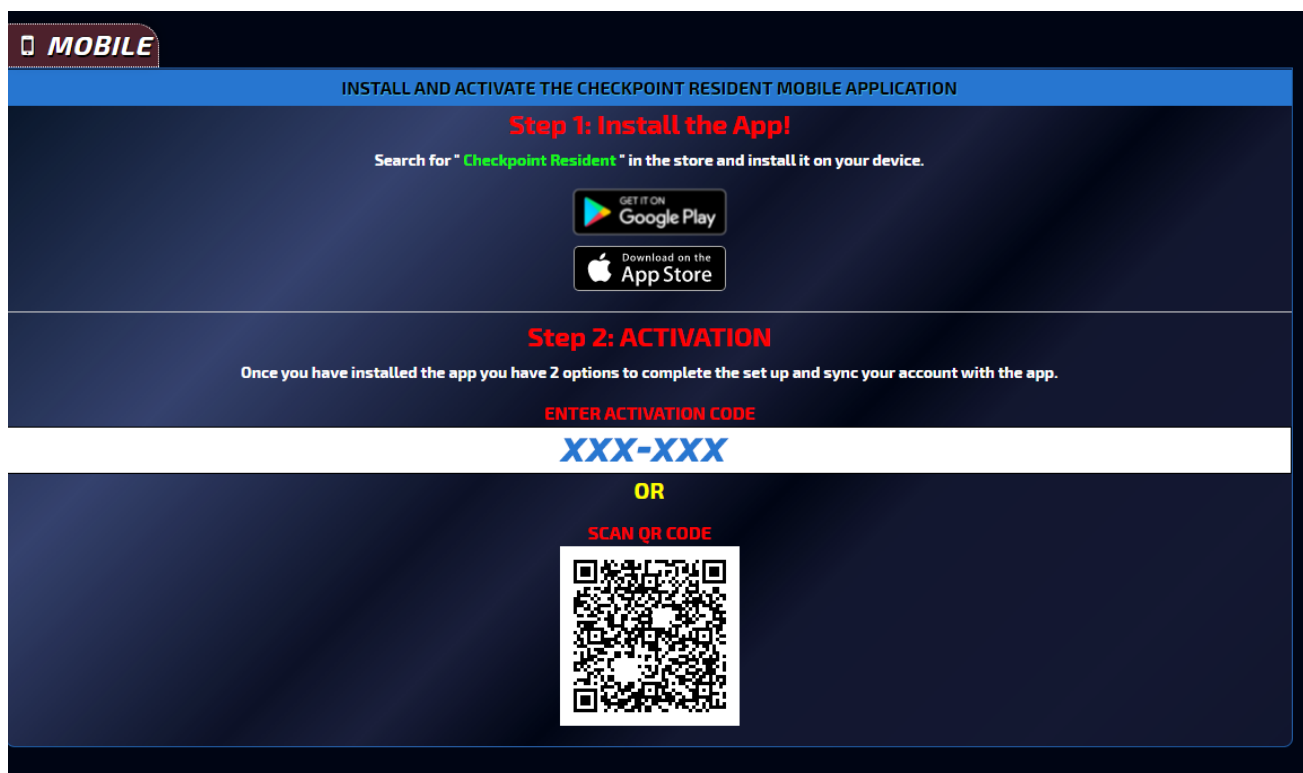 MOBILE
INSTALL AND ACTIVATE THE CHECKPOINT RESIDENT MOBILE APPLICATION
Step 1: Install the App!
Search for " Checkpoint Resident " in the store and install it on your device.
GET IT ON
Google Play
Download on the
App Store
Step 2: ACTIVATION
Once you have installed the app you have 2 options to complete the set up and sync your account with the app.
ENTER ACTIVATION CODE
XXX-XXX
OR
SCAN QR CODE